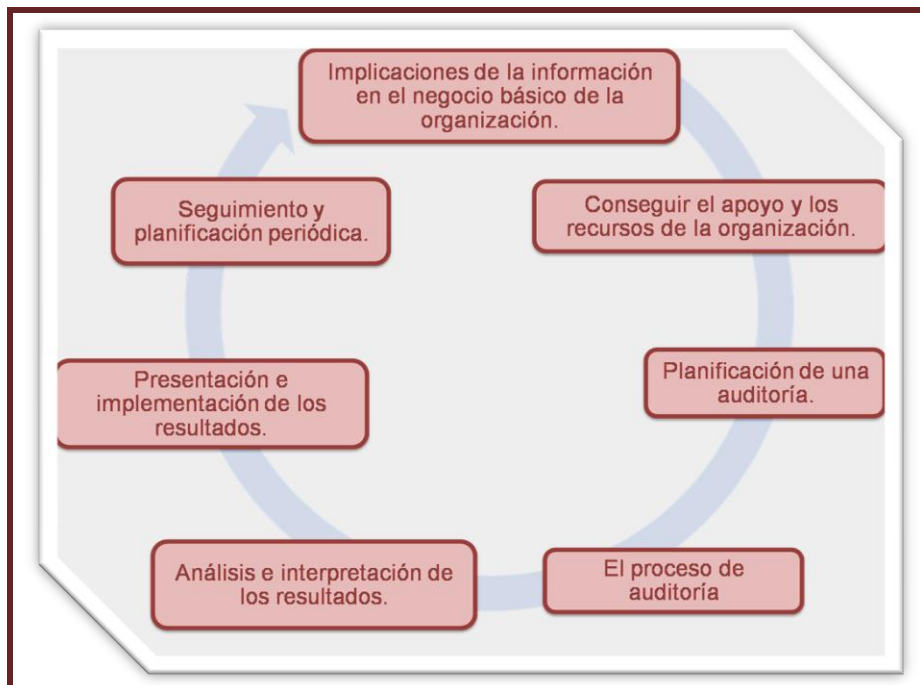 Implicaciones de la información
en el negocio básico de la
organización.
Conseguir el apoyo y los
recursos de la organización.
Planificación de una
auditoría.
El proceso de
auditoría
Análisis e interpretación de
los resultados.
Presentación e
implementación de los
resultados.
Seguimiento y
planificación periódica.